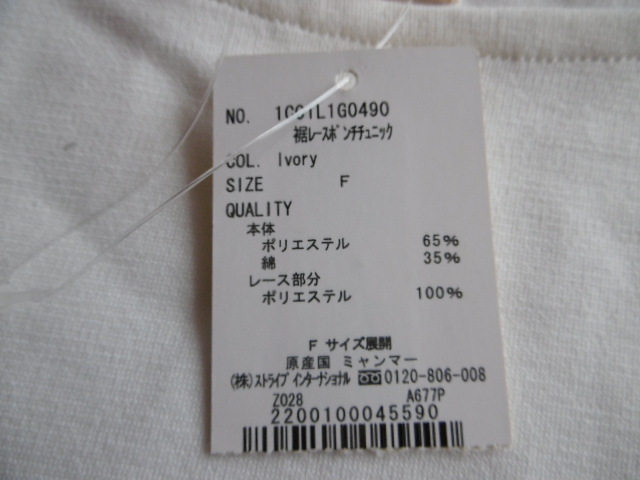 NO. 1CC1L1G0490
裾レースポンチチュニック
COL. Ivory
SIZE F
QUALITY
本体
ポリエステル 65%
綿 35%
レース部分
ポリエステル 100%
F サイズ展開
原産国 ミャンマー
(株)ストライプインターナショナル 0120-806-008
Z028 A677P
2200100045590